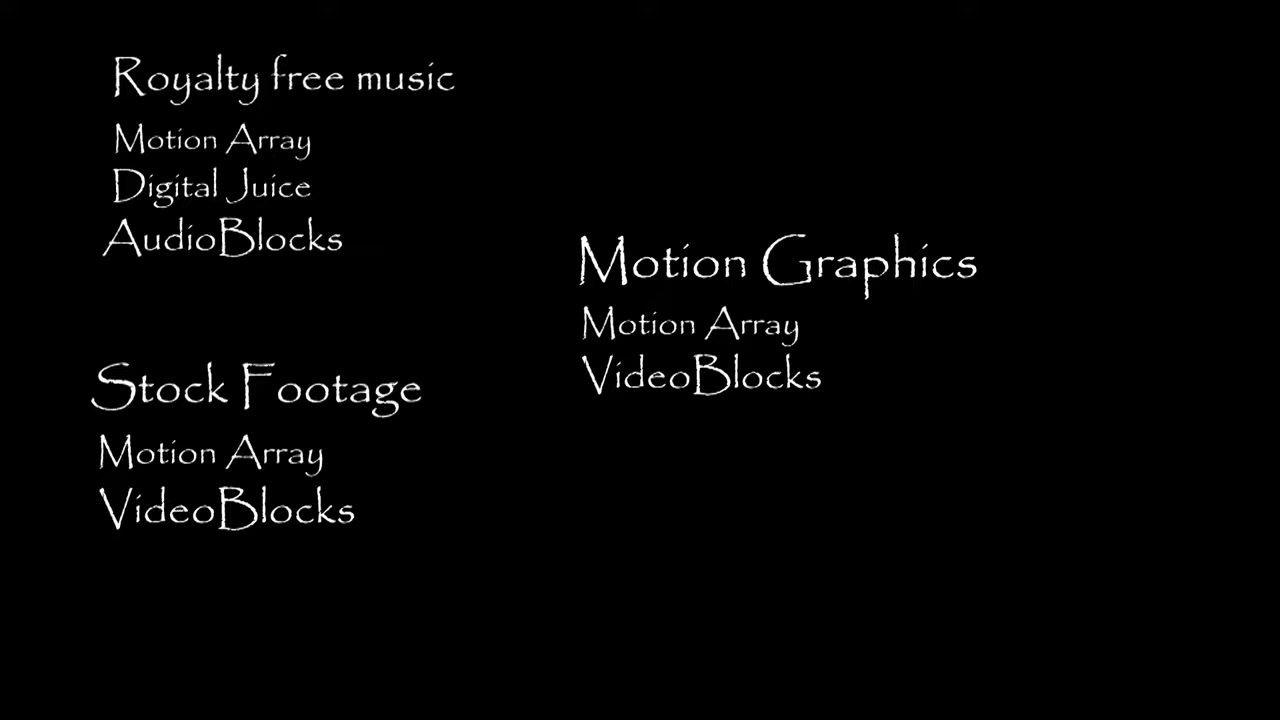 Royalty free music
Motion Array
Digital Juice
AudioBlocks
Stock Footage
Motion Array
VideoBlocks
Motion Graphics
Motion Array
VideoBlocks